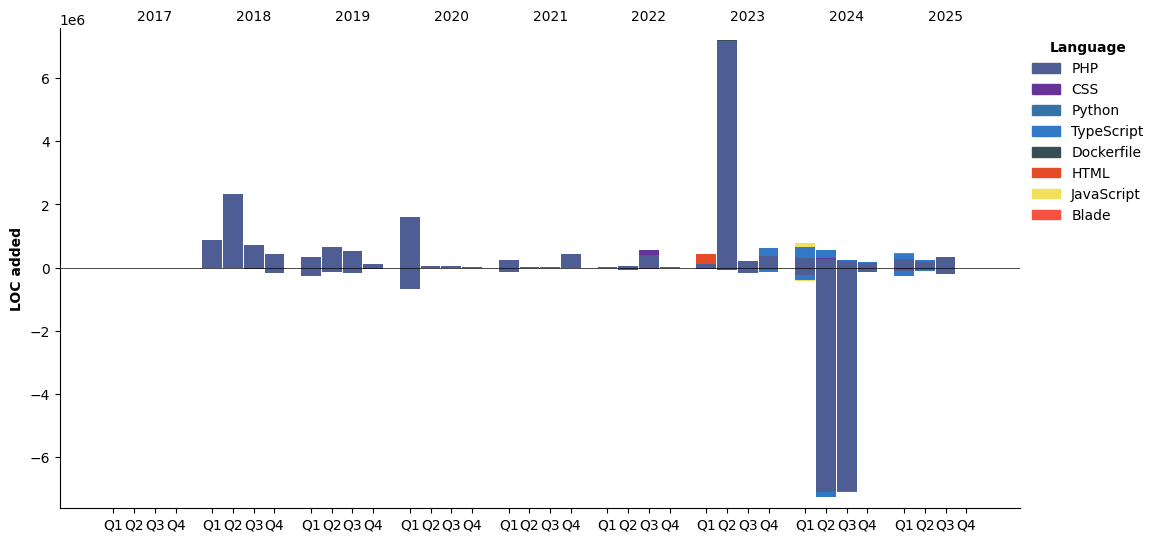 1e6
2017 2018 2019 2020 2021 2022 2023 2024 2025
LOC added
6
4
2
0
−2
−4
−6
Q1 Q2 Q3 Q4 Q1 Q2 Q3 Q4 Q1 Q2 Q3 Q4 Q1 Q2 Q3 Q4 Q1 Q2 Q3 Q4 Q1 Q2 Q3 Q4 Q1 Q2 Q3 Q4 Q1 Q2 Q3 Q4 Q1 Q2 Q3 Q4
Language
PHP
CSS
Python
TypeScript
Dockerfile
HTML
JavaScript
Blade